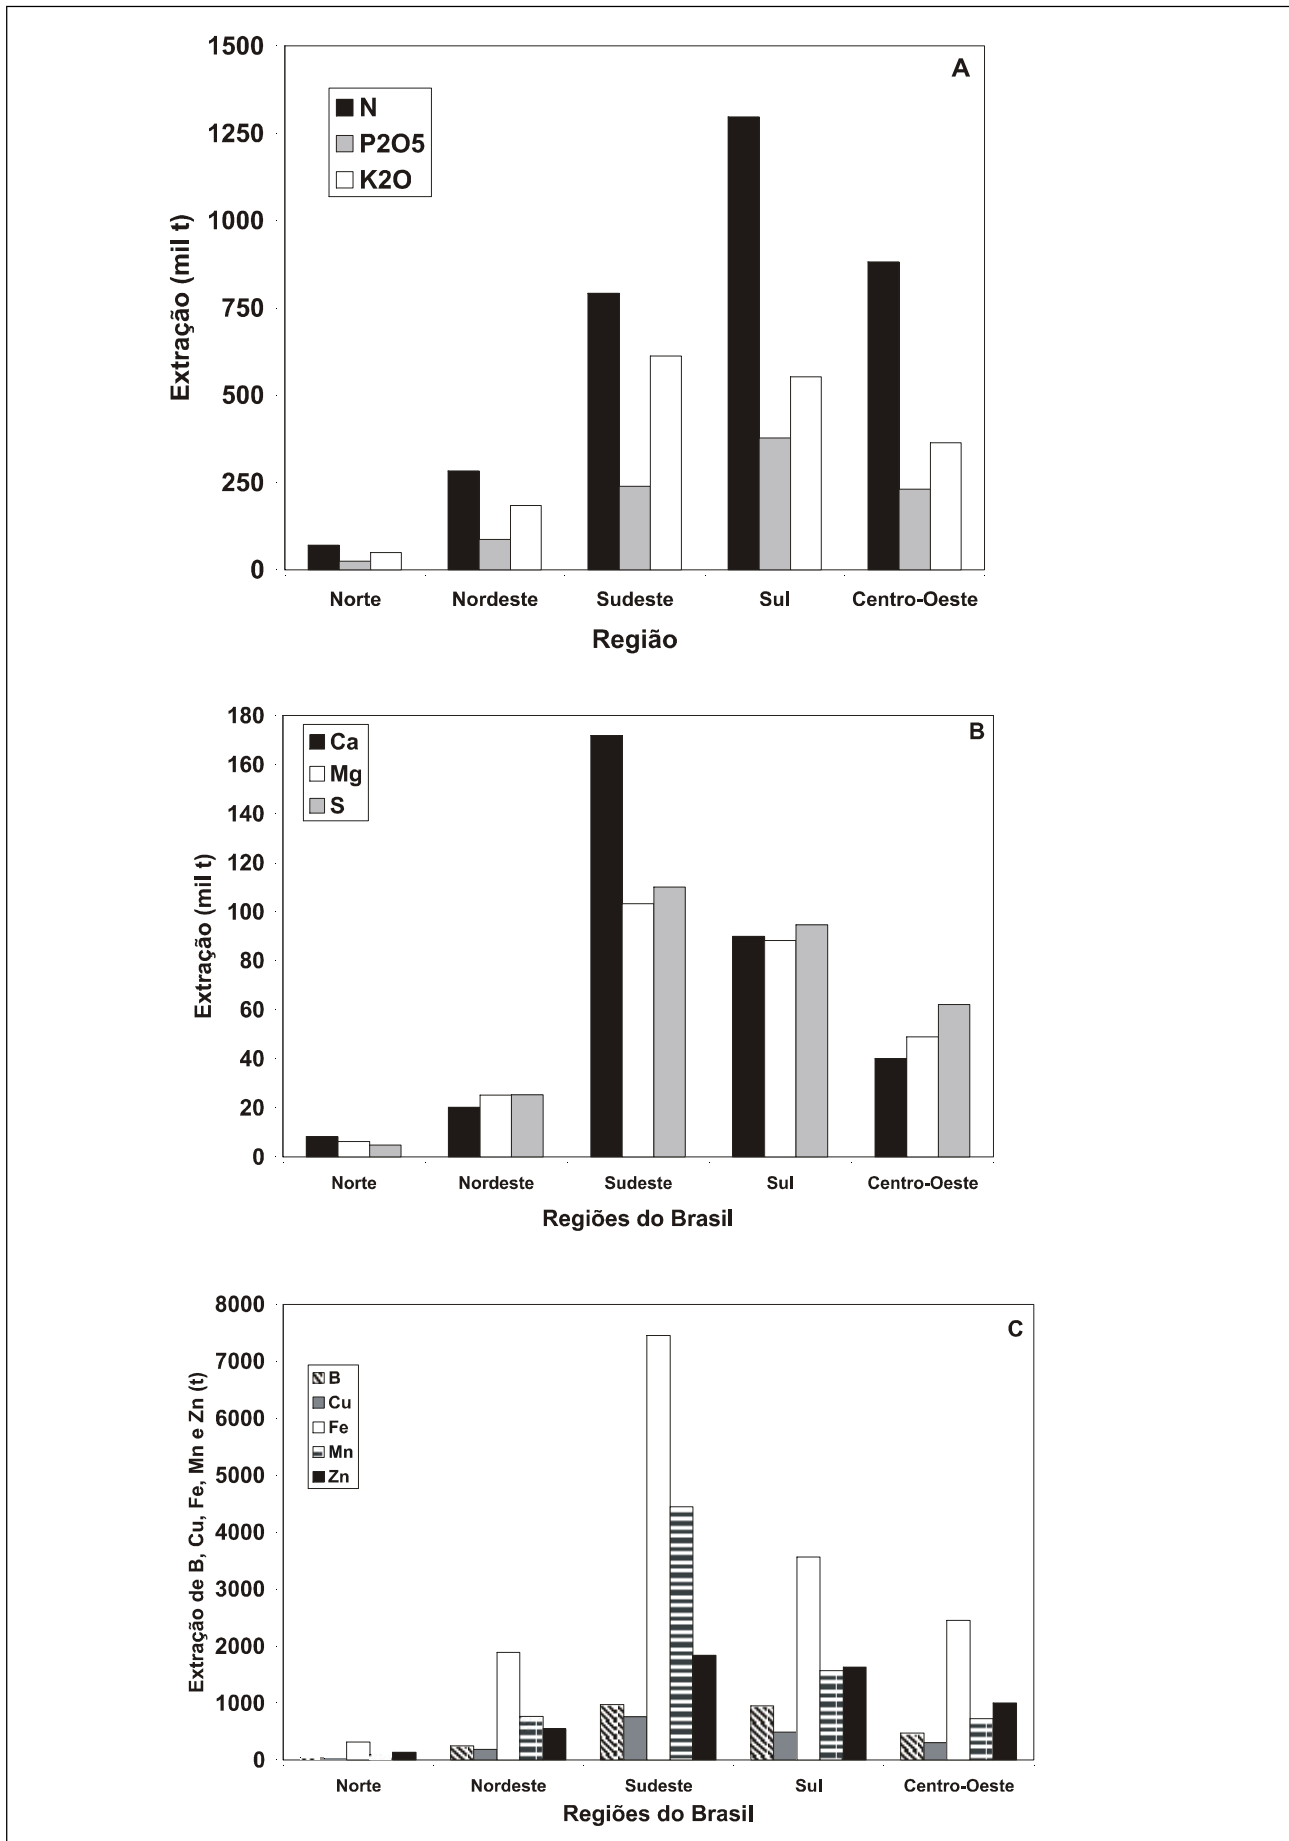 1500
A
N
P2O5
K2O
1250
1000
750
500
250
0
Extração (mil t)
Norte Nordeste Sudeste Sul Centro-Oeste
Região
180
B
Ca
Mg
S
160
140
120
100
80
60
40
20
0
Extração (mil t)
Norte Nordeste Sudeste Sul Centro-Oeste
Regiões do Brasil
8000
C
B
Cu
Fe
Mn
Zn
7000
6000
5000
4000
3000
2000
1000
0
Extração de B, Cu, Fe, Mn e Zn (t)
Norte Nordeste Sudeste Sul Centro-Oeste
Regiões do Brasil